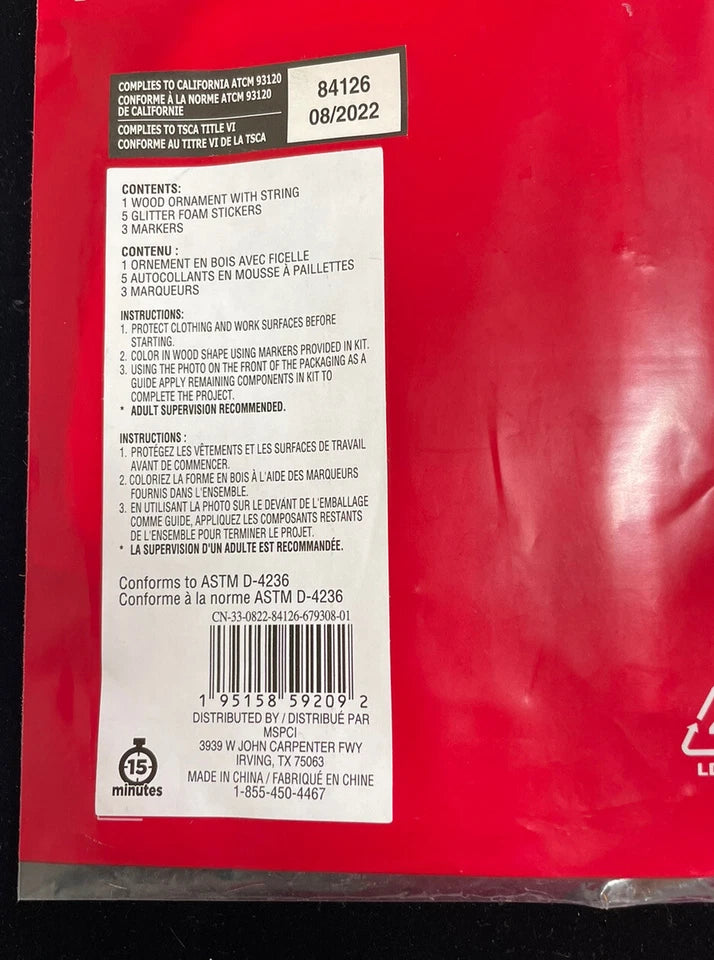 COMPLIES TO CALIFORNIA ATCM 93120
CONFORME À LA NORME ATCM 93120
DE CALIFORNIE
COMPLIES TO TSCA TITLE VI
CONFORME AU TITRE VI DE LA TSCA
84126
08/2022
CONTENTS:
1 WOOD ORNAMENT WITH STRING
5 GLITTER FOAM STICKERS
3 MARKERS
CONTENU :
1 ORNEMENT EN BOIS AVEC FICELLE
5 AUTOCOLLANTS EN MOUSSE À PAILLETTES
3 MARQUEURS
INSTRUCTIONS:
1. PROTECT CLOTHING AND WORK SURFACES BEFORE
STARTING.
2. COLOR IN WOOD SHAPE USING MARKERS PROVIDED IN KIT.
3. USING THE PHOTO ON THE FRONT OF THE PACKAGING AS A
GUIDE APPLY REMAINING COMPONENTS IN KIT TO
COMPLETE THE PROJECT.
* ADULT SUPERVISION RECOMMENDED.
INSTRUCTIONS :
1. PROTÉGEZ LES VÊTEMENTS ET LES SURFACES DE TRAVAIL
AVANT DE COMMENCER.
2. COLORIEZ LA FORME EN BOIS À L'AIDE DES MARQUEURS
FOURNIS DANS L'ENSEMBLE.
3. EN UTILISANT LA PHOTO SUR LE DEVANT DE L'EMBALLAGE
COMME GUIDE, APPLIQUEZ LES COMPOSANTS RESTANTS
DE L'ENSEMBLE POUR TERMINER LE PROJET.
* LA SUPERVISION D'UN ADULTE EST RECOMMANDÉE.
Conforms to ASTM D-4236
Conforme à la norme ASTM D-4236
CN-33-0822-84126-679308-01
1 95158 59209 2
DISTRIBUTED BY / DISTRIBUÉ PAR
MSPCI
3939 W JOHN CARPENTER FWY
IRVING, TX 75063
MADE IN CHINA / FABRIQUÉ EN CHINE
1-855-450-4467
15
minutes